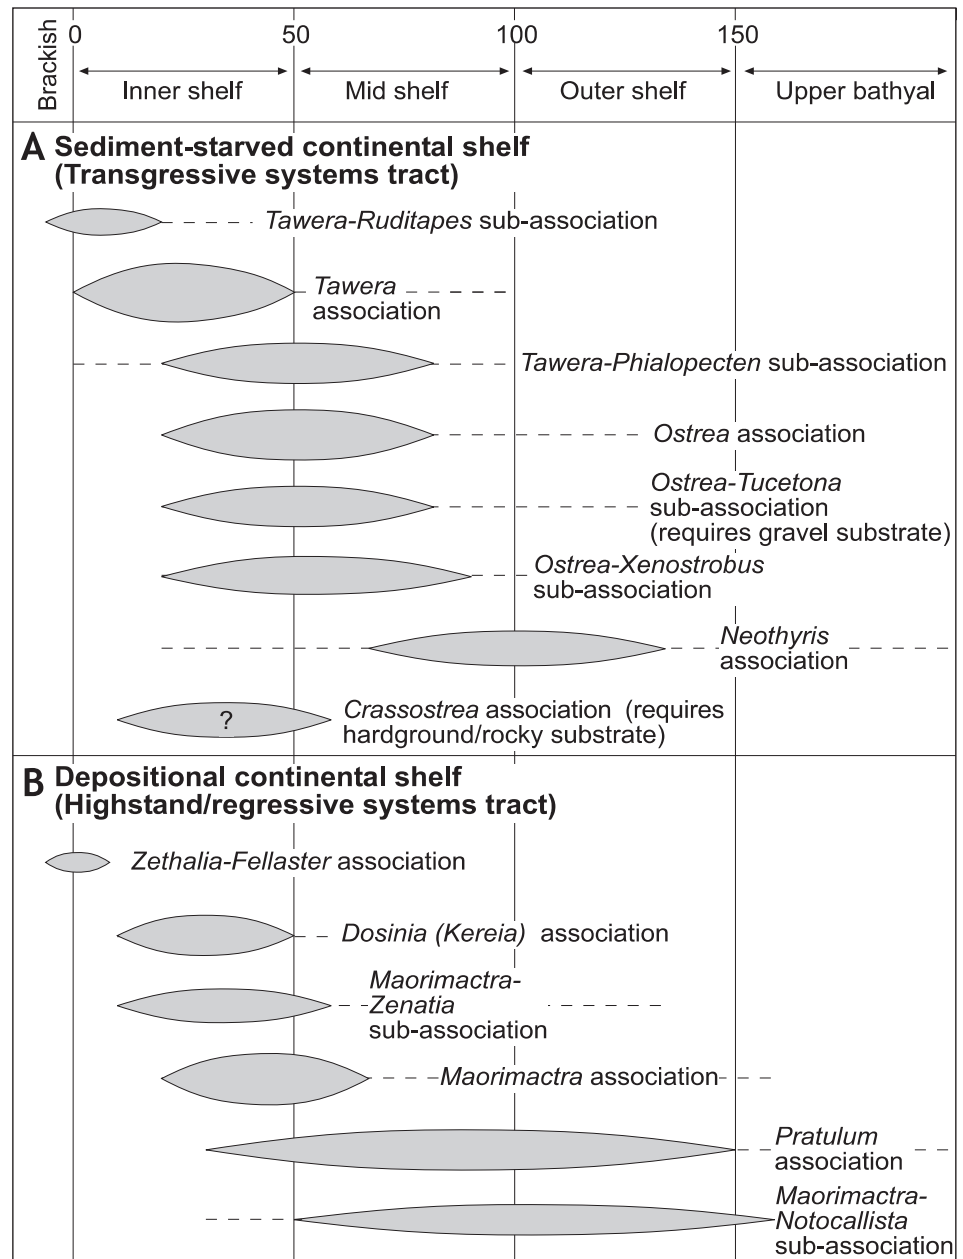 Brackish
0 50 100 150
Inner shelf Mid shelf Outer shelf Upper bathyal
A Sediment-starved continental shelf
(Transgressive systems tract)
Tawera-Ruditapes sub-association
Tawera
association
Tawera-Phialopecten sub-association
Ostrea association
Ostrea-Tucetona
sub-association
(requires gravel substrate)
Ostrea-Xenostrobus
sub-association
Neothyris
association
?
Crassostrea association (requires
hardground/rocky substrate)
B Depositional continental shelf
(Highstand/regressive systems tract)
Zethalia-Fellaster association
Dosinia (Kereia) association
Maorimactra-
Zenatia
sub-association
Maorimactra association
Pratulum
association
Maorimactra-
Notocallista
sub-association